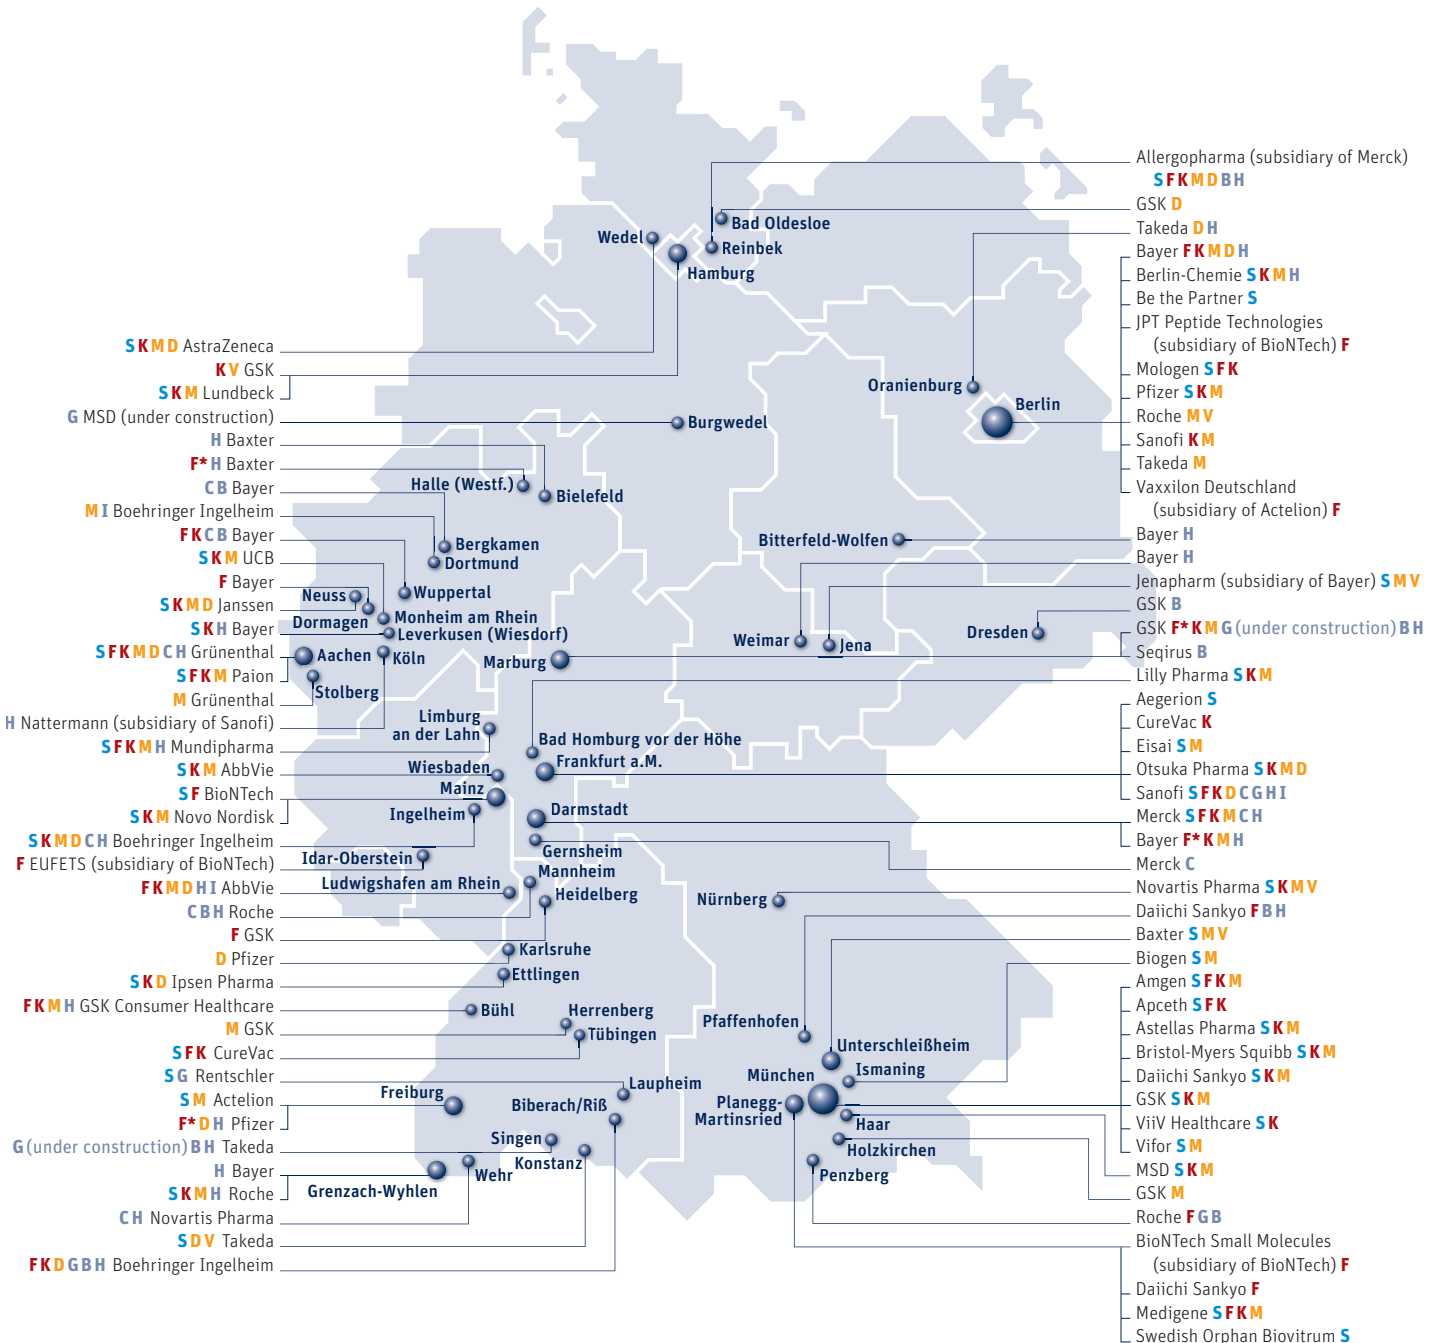 Allergopharma (subsidiary of Merck)
S F K M D B H
GSK D
Takeda D H
Bayer F K M D H
Berlin-Chemie S K M H
Be the Partner S
JPT Peptide Technologies
(subsidiary of BioNTech) F
Mologen S F K
Pfizer S K M
Roche M V
Sanofi K M
Takeda M
Vaxxilon Deutschland
(subsidiary of Actelion) F
Bayer H
Bayer H
Jenapharm (subsidiary of Bayer) S M V
GSK B
GSK F* K M G (under construction) B H
Seqirus B
Lilly Pharma S K M
Aegerion S
CureVac K
Eisai S M
Otsuka Pharma S K M D
Sanofi S F K D C G H I
Merck S F K M C H
Bayer F* K M H
Merck C
Novartis Pharma S K M V
Daiichi Sankyo F B H
Baxter S M V
Biogen S M
Amgen S F K M
Apceth S F K
Astellas Pharma S K M
Bristol-Myers Squibb S K M
Daiichi Sankyo S K M
GSK S K M
ViiV Healthcare S K
Vifor S M
MSD S K M
GSK M
Roche F G B
BioNTech Small Molecules
(subsidiary of BioNTech) F
Daiichi Sankyo F
Medigene S F K M
Swedish Orphan Biovitrum S
S K M D AstraZeneca
K V GSK
S K M Lundbeck
G MSD (under construction)
H Baxter
F* H Baxter
C B Bayer
M I Boehringer Ingelheim
F K C B Bayer
S K M UCB
F Bayer
S K M D Janssen
S K H Bayer
S F K M D C H Grünenthal
S F K M Paion
M Grünenthal
H Nattermann (subsidiary of Sanofi)
S F K M H Mundipharma
S K M AbbVie
S F BioNTech
S K M Novo Nordisk
S K M D C H Boehringer Ingelheim
F EUFETS (subsidiary of BioNTech)
F K M D H I AbbVie
C B H Roche
F GSK
D Pfizer
S K D Ipsen Pharma
F K M H GSK Consumer Healthcare
M GSK
S F K CureVac
S G Rentschler
S M Actelion
F* D H Pfizer
G (under construction) B H Takeda
H Bayer
S K M H Roche
C H Novartis Pharma
S D V Takeda
F K D G B H Boehringer Ingelheim
Wedel
Bad Oldesloe
Reinbek
Hamburg
Oranienburg
Berlin
Burgwedel
Halle (Westf.)
Bielefeld
Bergkamen
Dortmund
Bitterfeld-Wolfen
Wuppertal
Neuss
Dormagen
Monheim am Rhein
Leverkusen (Wiesdorf)
Weimar
Jena
Dresden
Aachen
Köln
Marburg
Stolberg
Limburg
an der Lahn
Bad Homburg vor der Höhe
Frankfurt a.M.
Wiesbaden
Mainz
Ingelheim
Darmstadt
Gernsheim
Idar-Oberstein
Mannheim
Ludwigshafen am Rhein
Heidelberg
Nürnberg
Karlsruhe
Ettlingen
Bühl
Herrenberg
Tübingen
Pfaffenhofen
Unterschleißheim
Ismaning
München
Laupheim
Freiburg
Biberach/Riß
Planegg-
Martinsried
Haar
Holzkirchen
Singen
Konstanz
Wehr
Penzberg
Grenzach-Wyhlen